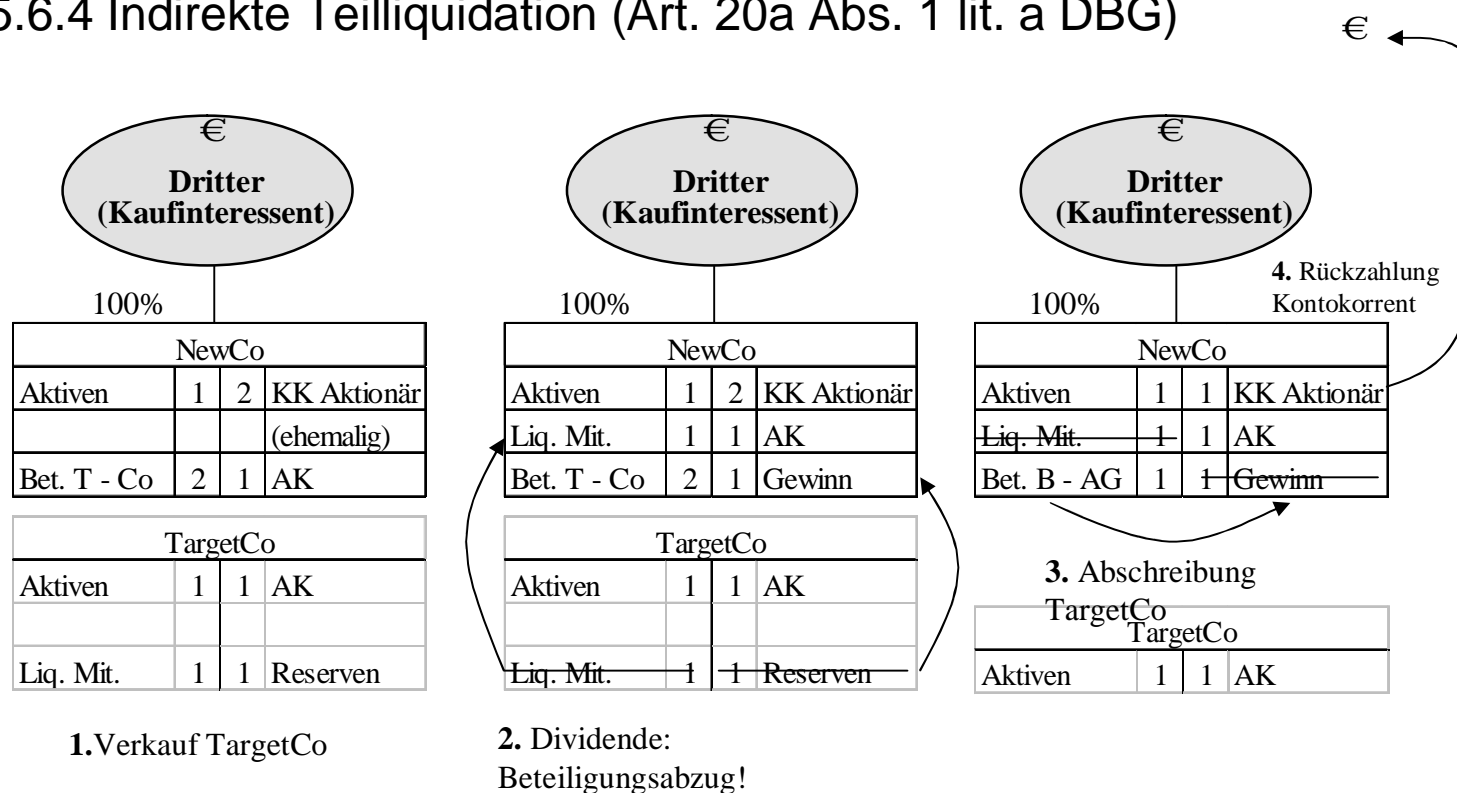 5.6.4 Indirekte Teilliquidation (Art. 20a Abs. 1 lit. a DBG)
€
€
Dritter
(Kaufinteressent)
100%
NewCo
Aktiven 1 2 KK Aktionär
(ehemalig)
Bet. T - Co 2 1 AK
TargetCo
Aktiven 1 1 AK
Liq. Mit. 1 1 Reserven
1.Verkauf TargetCo
€
Dritter
(Kaufinteressent)
100%
NewCo
Aktiven 1 2 KK Aktionär
Liq. Mit. 1 1 AK
Bet. T - Co 2 1 Gewinn
TargetCo
Aktiven 1 1 AK
Liq. Mit. 1 1 Reserven
2. Dividende:
Beteiligungsabzug!
€
Dritter
(Kaufinteressent)
4. Rückzahlung
Kontokorrent
100%
NewCo
Aktiven 1 1 KK Aktionär
Liq. Mit. 1 1 AK
Bet. B - AG 1 1 Gewinn
3. Abschreibung
TargetCo
TargetCo
Aktiven 1 1 AK